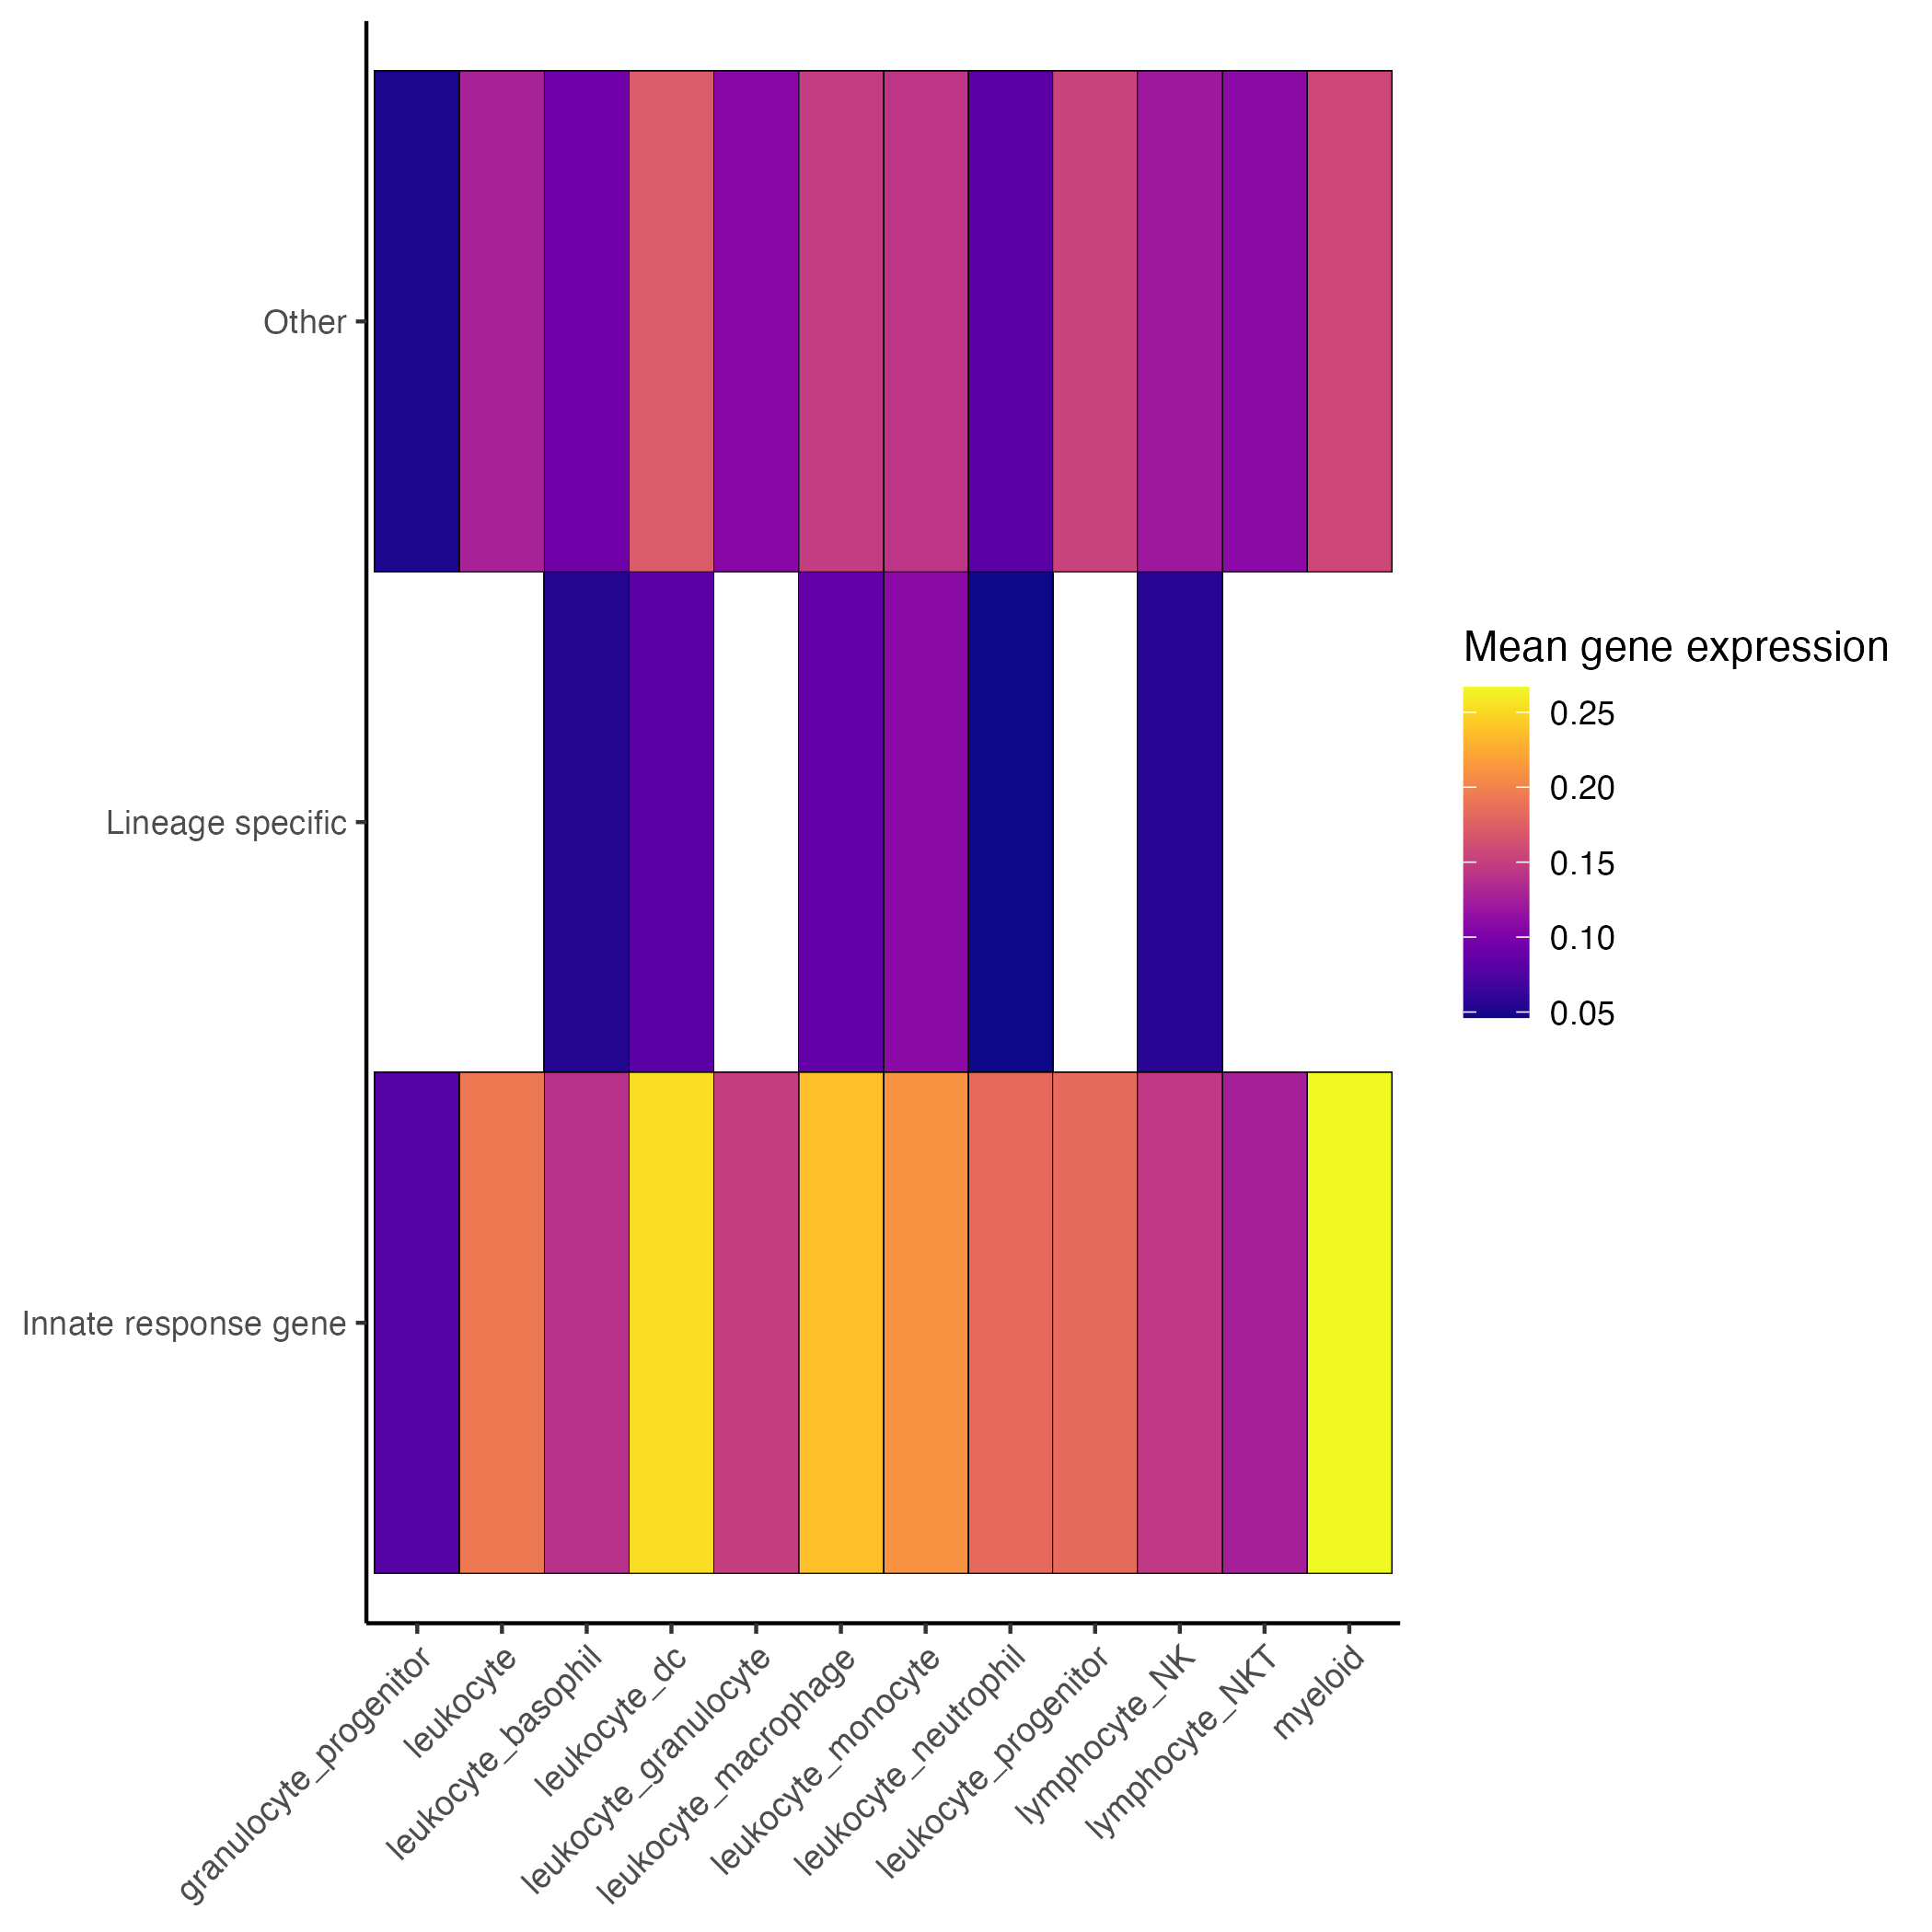 Other
Lineage specific
Innate response gene
granulocyte_progenitor
leukocyte
leukocyte_basophil
leukocyte_dc
leukocyte_granulocyte
leukocyte_macrophage
leukocyte_monocyte
leukocyte_neutrophil
leukocyte_progenitor
lymphocyte_NK
lymphocyte_NKT
myeloid
Mean gene expression
0.25
0.20
0.15
0.10
0.05